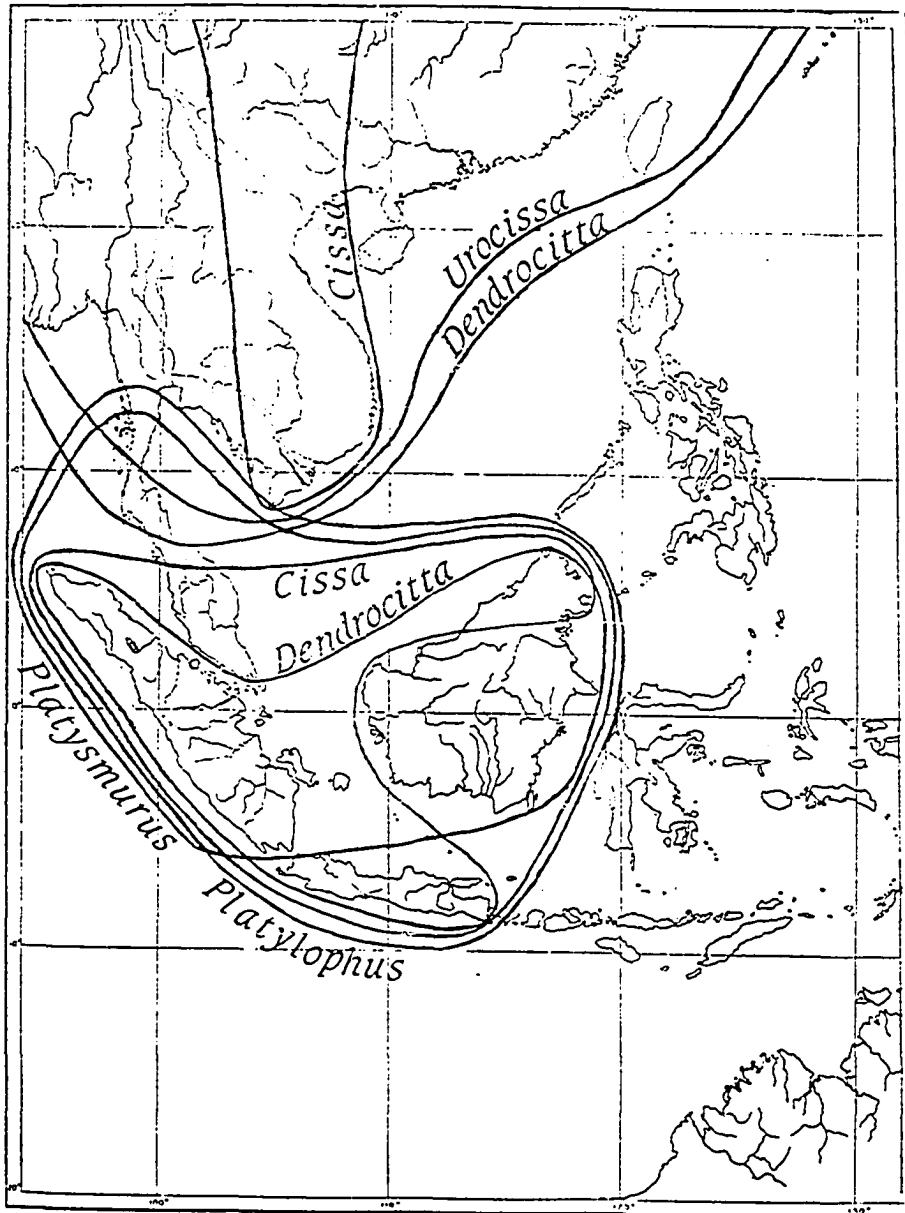 Cissa
Urocissa
Dendrocitta
Cissa
Dendrocitta
Platysmurus
Platylophus